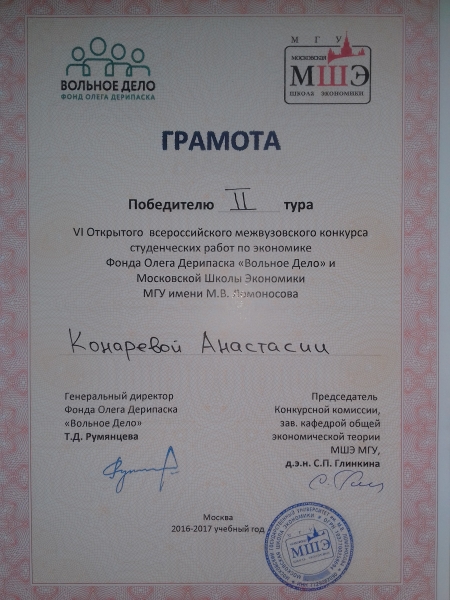 ВОЛЬНОЕ ДЕЛО
ФОНД ОЛЕГА ДЕРИПАСКА
МГУ
МОСКОВСКАЯ
МШЭ
ШКОЛА ЭКОНОМИКИ
ГРАМОТА
Победителю II тура
VI Открытого всероссийского межвузовского конкурса
студенческих работ по экономике
Фонда Олега Дерипаска «Вольное Дело» и
Московской Школы Экономики
МГУ имени М.В. Ломоносова
Конаревой Анастасии
Генеральный директор
Фонда Олега Дерипаска
«Вольное Дело»
Т.Д. Румянцева
Председатель
Конкурсной комиссии,
зав. кафедрой общей
экономической теории
МШЭ МГУ,
д.э.н. С.П. Глинкина
Москва
2016-2017 учебный год
МШЭ